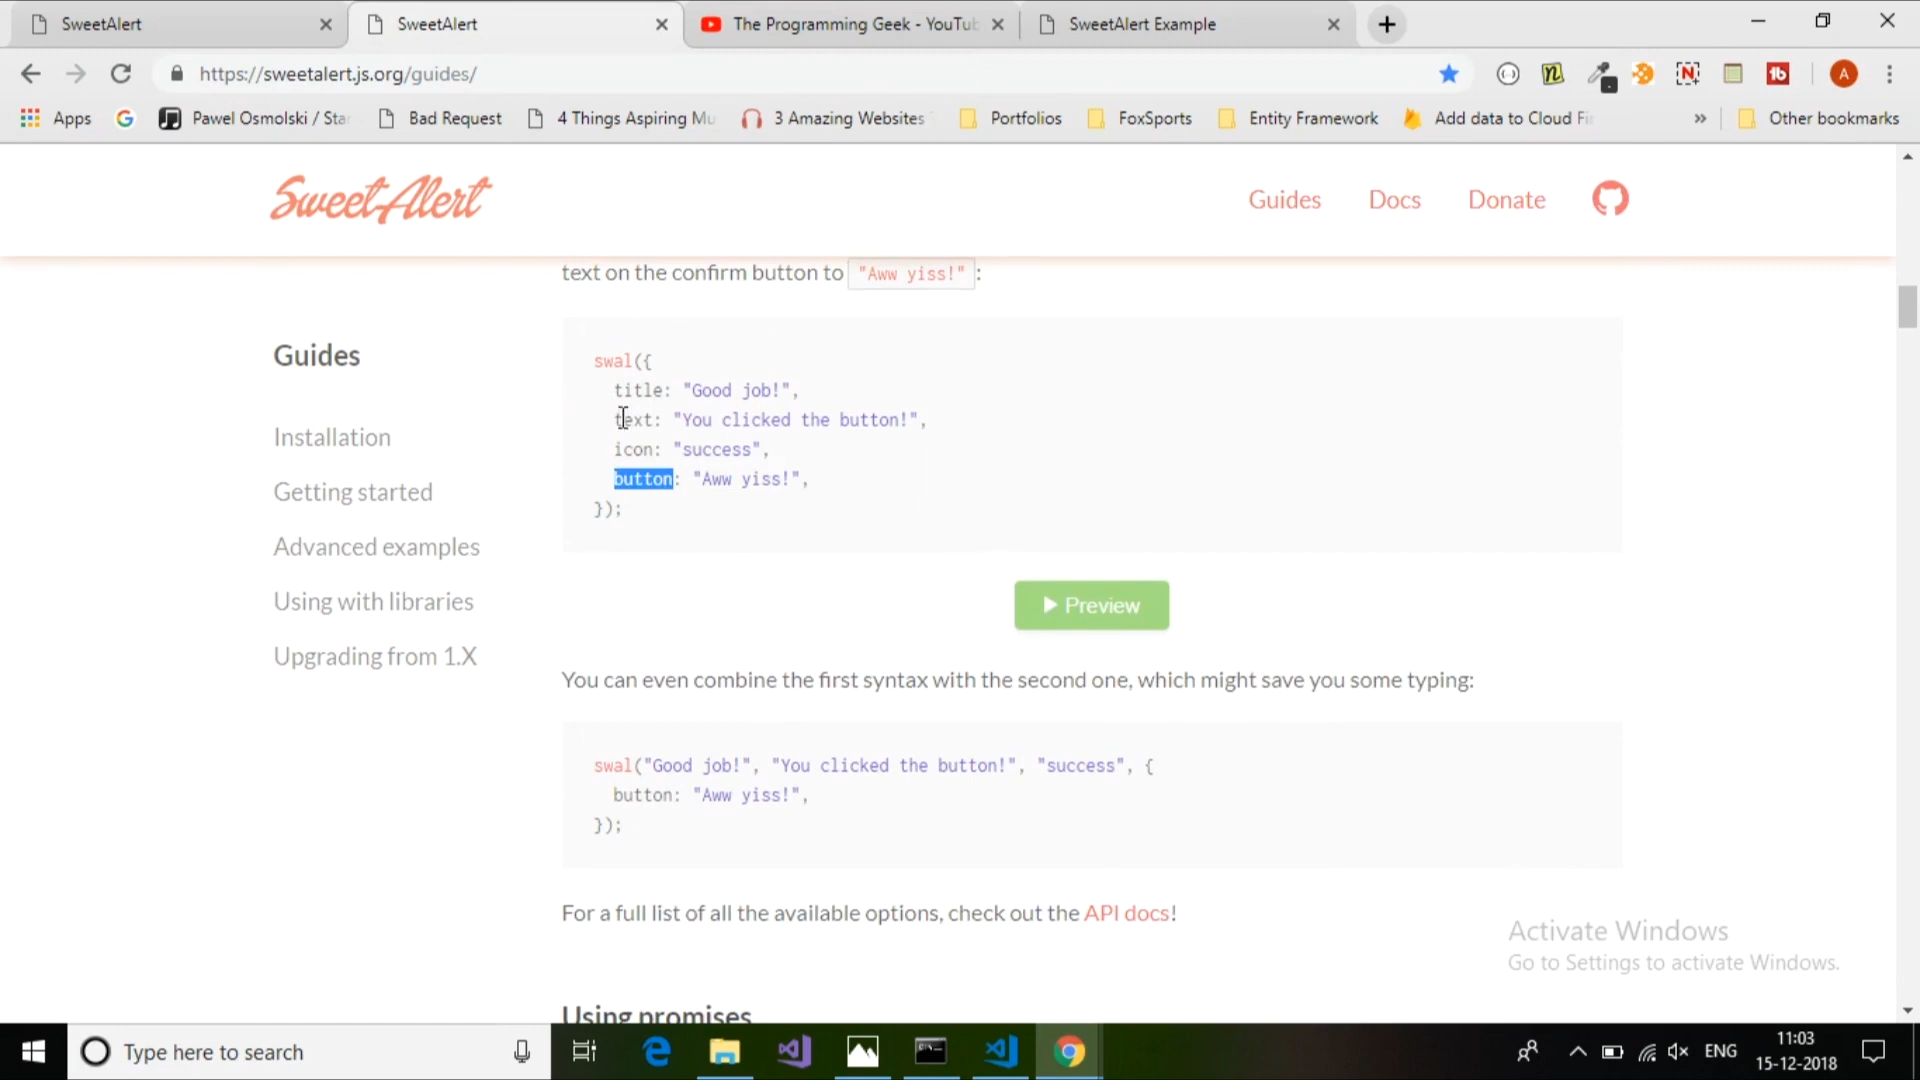 SweetAlert
SweetAlert
The Programming Geek - YouTu
SweetAlert Example
https://sweetalert.js.org/guides/
Apps
Pawel Osmolski / Sta
Bad Request
4 Things Aspiring Mu
3 Amazing Websites
Portfolios
FoxSports
Entity Framework
Add data to Cloud Fi
Other bookmarks
SweetAlert
Guides
Docs
Donate
text on the confirm button to "Aww yiss!" :
Guides
Installation
Getting started
Advanced examples
Using with libraries
Upgrading from 1.X
swal({
title: "Good job!",
text: "You clicked the button!",
icon: "success",
button: "Aww yiss!",
});
Preview
You can even combine the first syntax with the second one, which might save you some typing:
swal("Good job!", "You clicked the button!", "success", {
button: "Aww yiss!",
});
For a full list of all the available options, check out the API docs!
Using promises
Activate Windows
Go to Settings to activate Windows.
Type here to search
ENG
11:03
15-12-2018